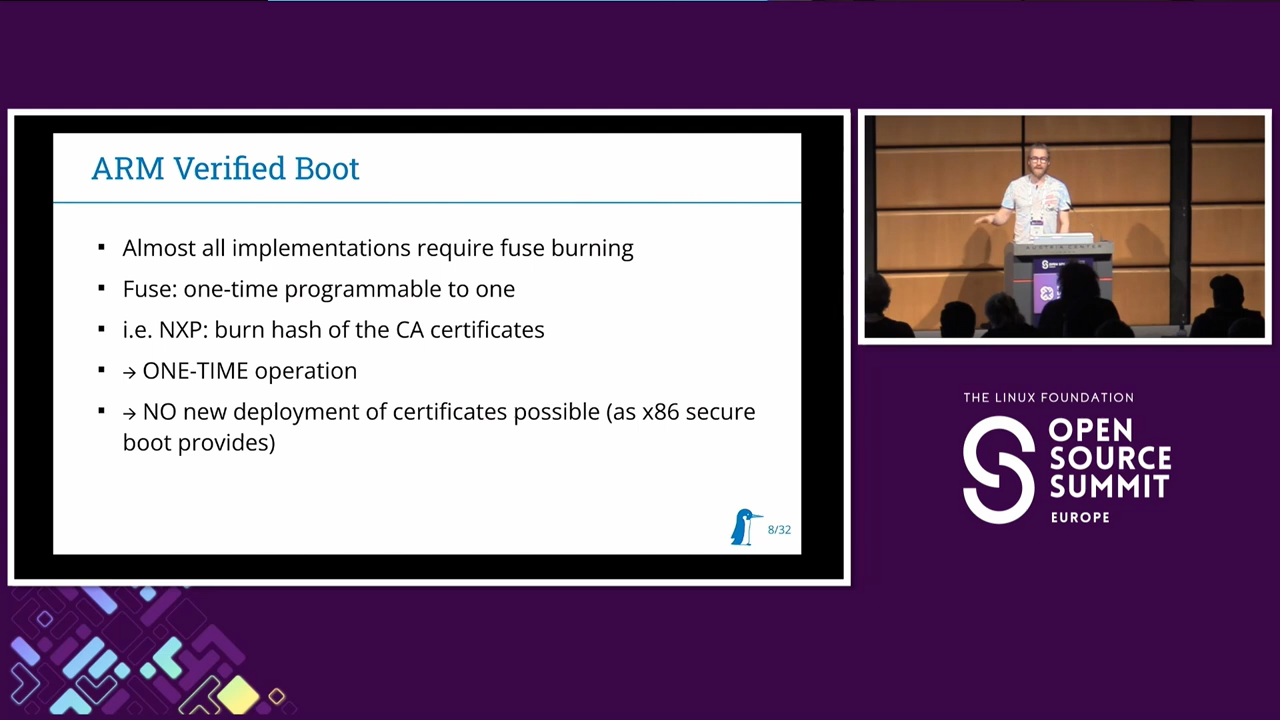 ARM Verified Boot
▪ Almost all implementations require fuse burning
▪ Fuse: one-time programmable to one
▪ i.e. NXP: burn hash of the CA certificates
▪ → ONE-TIME operation
▪ → NO new deployment of certificates possible (as x86 secure
boot provides)
8/32
AUSTRIA CENTER
THE LINUX FOUNDATION
OPEN
SOURCE
SUMMIT
EUROPE